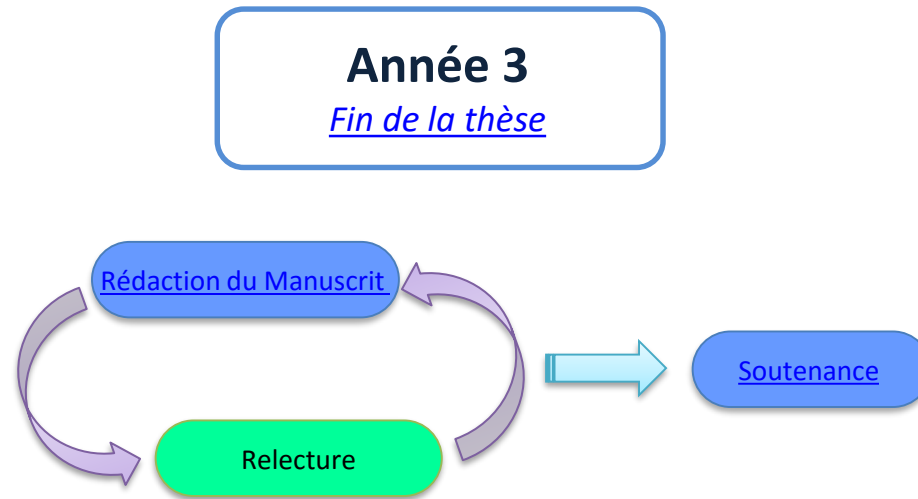 Année 3
Fin de la thèse
Rédaction du Manuscrit
Soutenance
Relecture